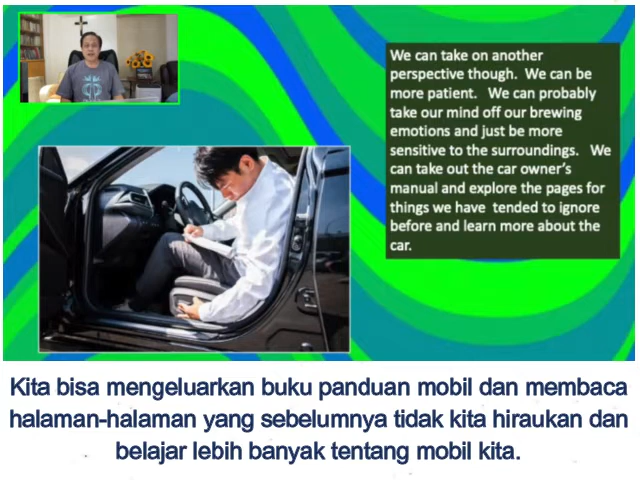 We can take on another
perspective though.  We can be
more patient.   We can probably
take our mind off our brewing
emotions and just be more
sensitive to the surroundings.   We
can take out the car owner's
manual and explore the pages for
things we have  tended to ignore
before and learn more about the
car.
Kita bisa mengeluarkan buku panduan mobil dan membaca
halaman-halaman yang sebelumnya tidak kita hiraukan dan
belajar lebih banyak tentang mobil kita.